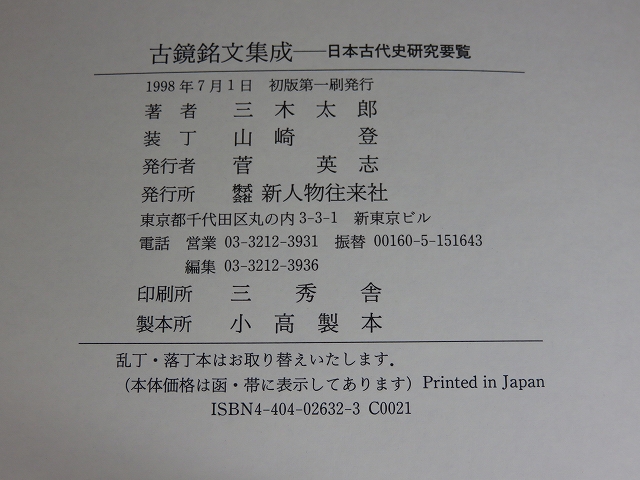 古鏡銘文集成──日本古代史研究要覧
1998年7月1日　初版第一刷発行
著者　三木太郎
装丁　山崎　登
発行者　菅　英志
発行所　株式会社 新人物往来社
東京都千代田区丸の内3-3-1　新東京ビル
電話　営業 03-3212-3931　振替 00160-5-151643
編集 03-3212-3936
印刷所　三秀舎
製本所　小高製本
乱丁・落丁本はお取り替えいたします.
（本体価格は函・帯に表示してあります）Printed in Japan
ISBN4-404-02632-3 C0021